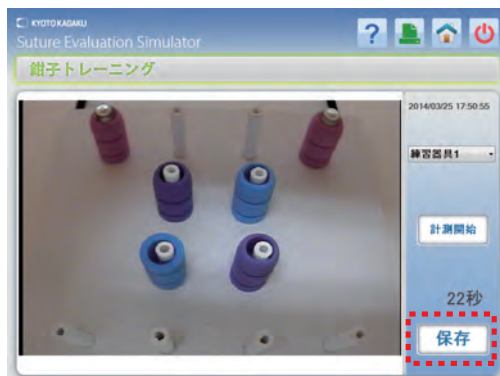 KYOTO KAGAKU
Suture Evaluation Simulator
?
鉗子トレーニング
2014/03/25 17:50:55
練習器具1
計測開始
22秒
保存